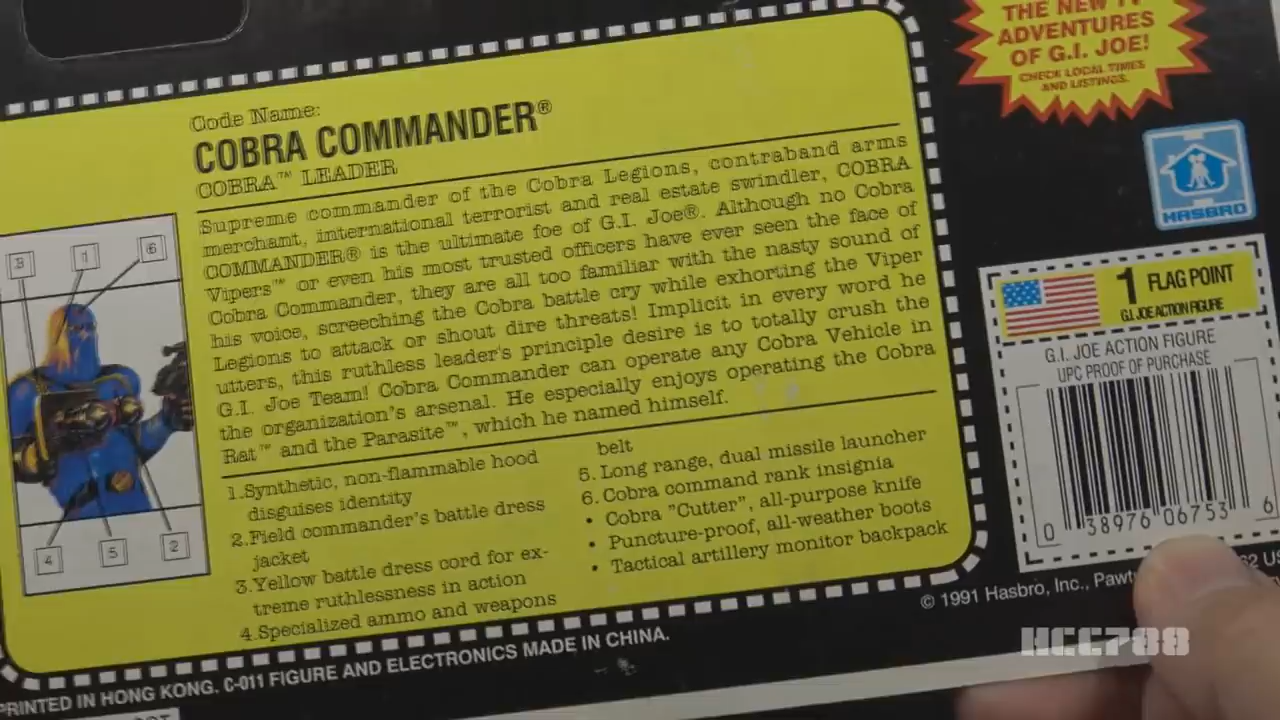 THE NEW TV
ADVENTURES
OF G.I. JOE!
CHECK LOCAL TIMES
AND LISTINGS.
Code Name:
COBRA COMMANDER®
COBRA™ LEADER
Supreme commander of the Cobra Legions, contraband arms
merchant, international terrorist and real estate swindler, COBRA
COMMANDER® is the ultimate foe of G.I. Joe®. Although no Cobra
Vipers™ or even his most trusted officers have ever seen the face of
Cobra Commander, they are all too familiar with the nasty sound of
his voice, screeching the Cobra battle cry while exhorting the Viper
Legions to attack or shout dire threats! Implicit in every word he
utters, this ruthless leader's principle desire is to totally crush the
G.I. Joe Team! Cobra Commander can operate any Cobra Vehicle in
the organization's arsenal. He especially enjoys operating the Cobra
Rat™ and the Parasite™, which he named himself.
3 1 6
4 5 2
1.Synthetic, non-flammable hood
disguises identity
2.Field commander's battle dress
jacket
3.Yellow battle dress cord for ex-
treme ruthlessness in action
4.Specialized ammo and weapons
belt
5. Long range, dual missile launcher
6. Cobra command rank insignia
• Cobra "Cutter", all-purpose knife
• Puncture-proof, all-weather boots
• Tactical artillery monitor backpack
HASBRO
1 FLAG POINT
G.I. JOE ACTION FIGURE
G.I. JOE ACTION FIGURE
UPC PROOF OF PURCHASE
0 38976 06753 6
© 1991 Hasbro, Inc.,
PRINTED IN HONG KONG. C-011 FIGURE AND ELECTRONICS MADE IN CHINA.
HCC788